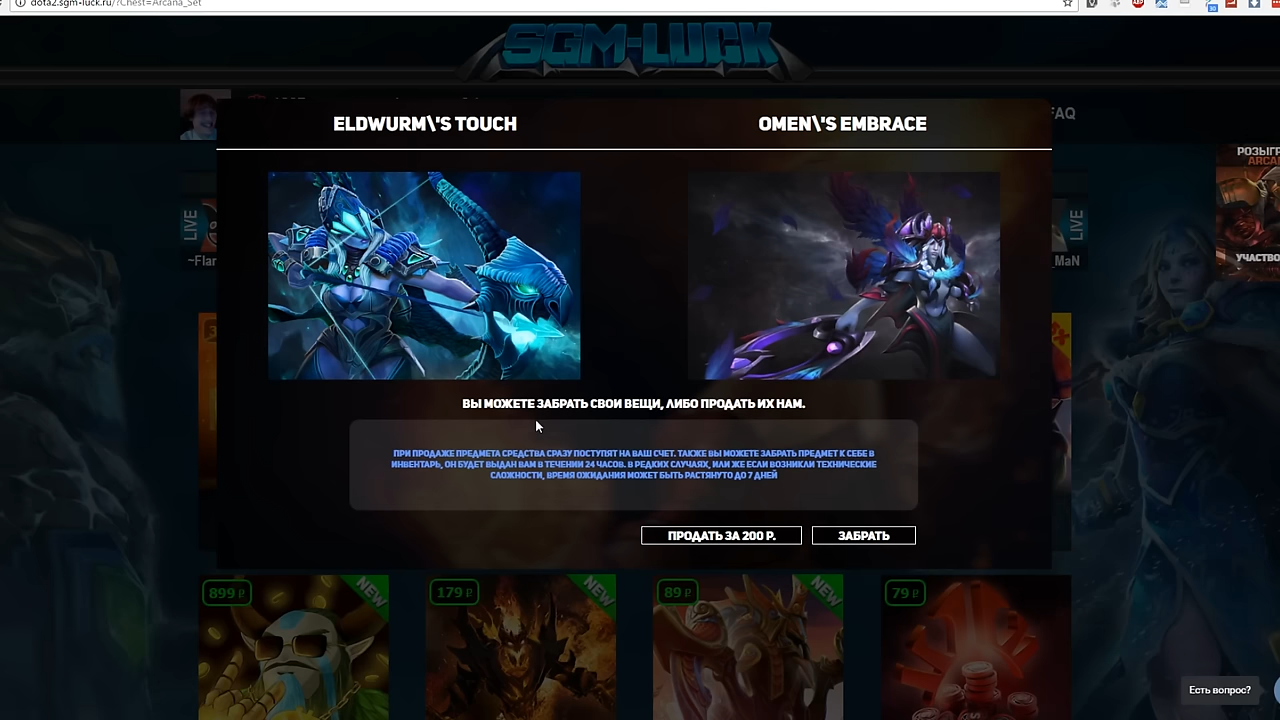 dota2.sgm-luck.ru/?Chest=Arcana_Set
SGM-LUCK
FAQ
ELDWURM\'S TOUCH
OMEN\'S EMBRACE
РОЗЫГР
ARCA
LIVE
LIVE
~Flar
_MaN
УЧАСТВО
ВЫ МОЖЕТЕ ЗАБРАТЬ СВОИ ВЕЩИ, ЛИБО ПРОДАТЬ ИХ НАМ.
ПРИ ПРОДАЖЕ ПРЕДМЕТА СРЕДСТВА СРАЗУ ПОСТУПЯТ НА ВАШ СЧЕТ. ТАКЖЕ ВЫ МОЖЕТЕ ЗАБРАТЬ ПРЕДМЕТ К СЕБЕ В
ИНВЕНТАРЬ, ОН БУДЕТ ВЫДАН ВАМ В ТЕЧЕНИИ 24 ЧАСОВ. В РЕДКИХ СЛУЧАЯХ, ИЛИ ЖЕ ЕСЛИ ВОЗНИКЛИ ТЕХНИЧЕСКИЕ
СЛОЖНОСТИ, ВРЕМЯ ОЖИДАНИЯ МОЖЕТ БЫТЬ РАСТЯНУТО ДО 7 ДНЕЙ
ПРОДАТЬ ЗА 200 Р.
ЗАБРАТЬ
899 ₽
NEW
179 ₽
NEW
89 ₽
NEW
79 ₽
Есть вопрос?